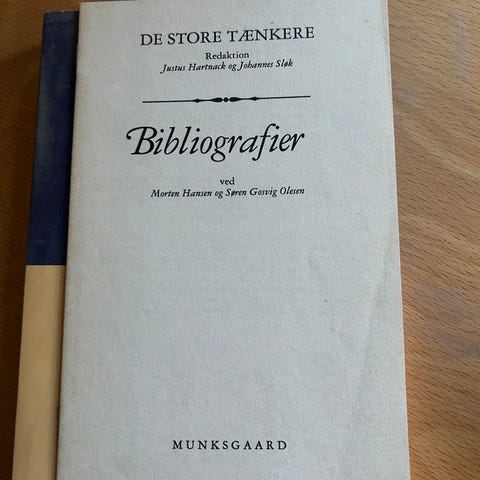 DE STORE TÆNKERE
Redaktion
Justus Hartnack og Johannes Sløk
Bibliografier
ved
Morten Hansen og Søren Gosvig Olesen
MUNKSGAARD